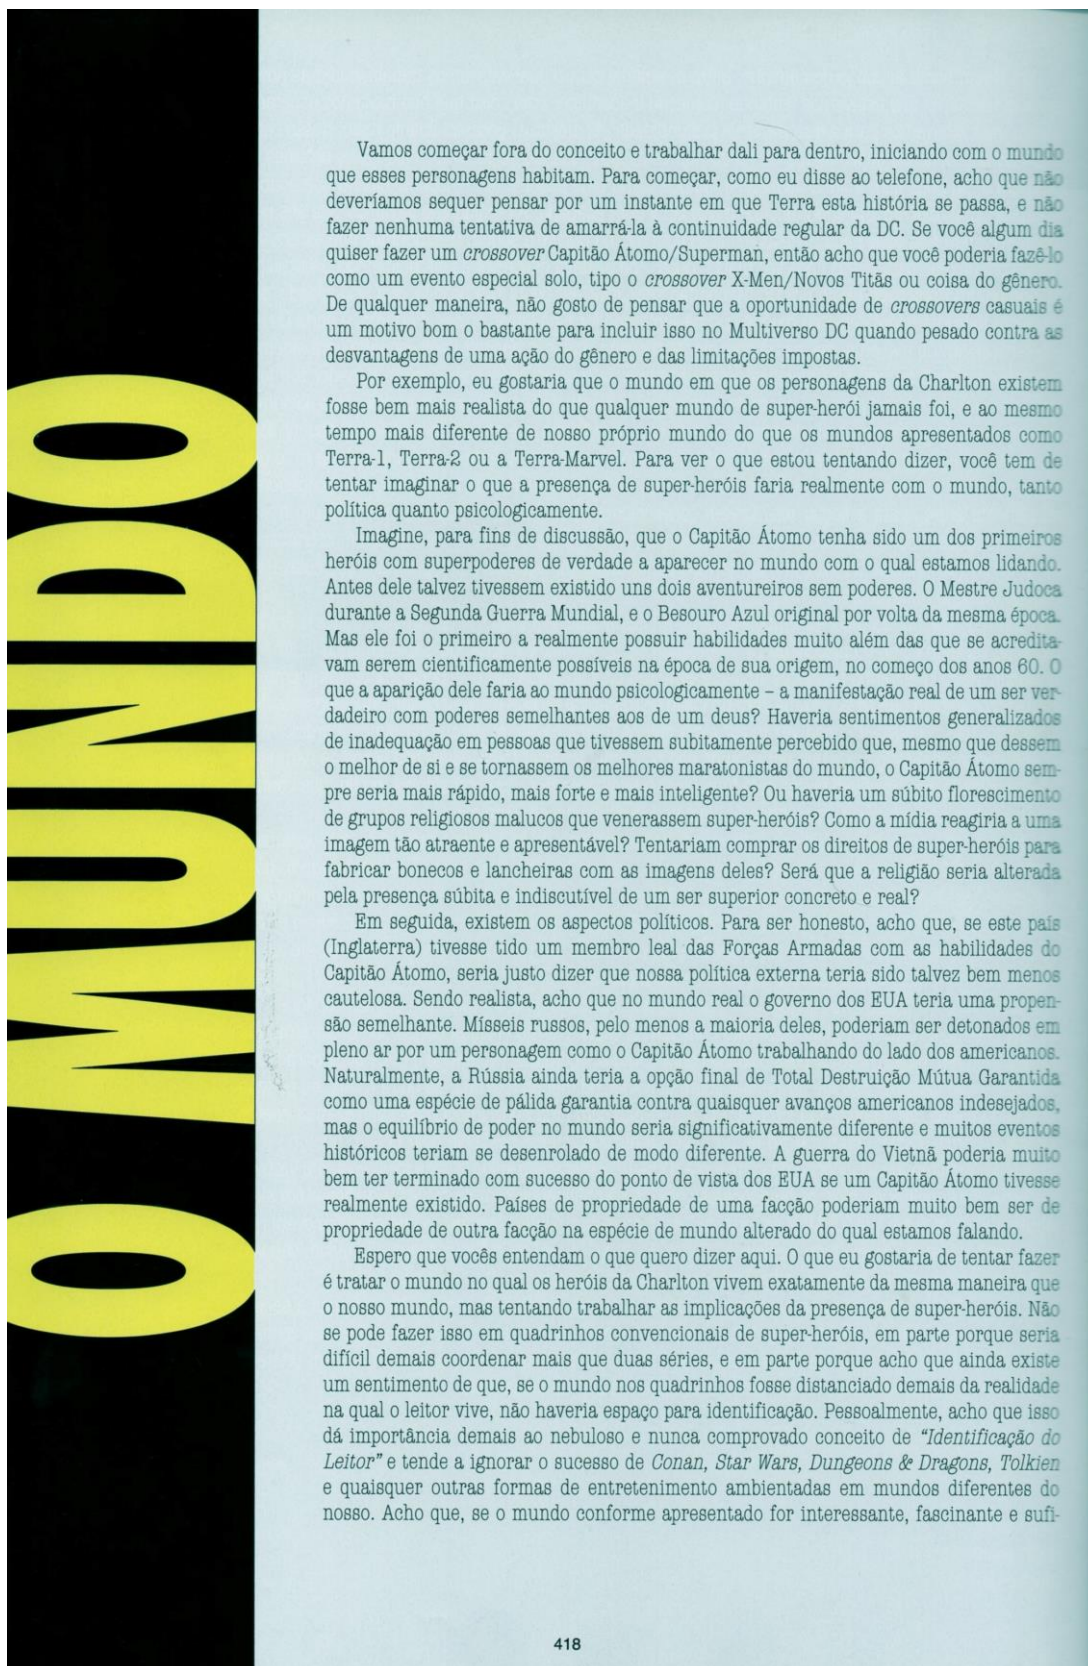 O MUNDO
Vamos começar fora do conceito e trabalhar dali para dentro, iniciando com o mundo
que esses personagens habitam. Para começar, como eu disse ao telefone, acho que não
deveríamos sequer pensar por um instante em que Terra esta história se passa, e não
fazer nenhuma tentativa de amarrá-la à continuidade regular da DC. Se você algum dia
quiser fazer um crossover Capitão Átomo/Superman, então acho que você poderia fazê-lo
como um evento especial solo, tipo o crossover X-Men/Novos Titãs ou coisa do gênero.
De qualquer maneira, não gosto de pensar que a oportunidade de crossovers casuais é
um motivo bom o bastante para incluir isso no Multiverso DC quando pesado contra as
desvantagens de uma ação do gênero e das limitações impostas.
Por exemplo, eu gostaria que o mundo em que os personagens da Charlton existem
fosse bem mais realista do que qualquer mundo de super-herói jamais foi, e ao mesmo
tempo mais diferente de nosso próprio mundo do que os mundos apresentados como
Terra-1, Terra-2 ou a Terra-Marvel. Para ver o que estou tentando dizer, você tem de
tentar imaginar o que a presença de super-heróis faria realmente com o mundo, tanto
política quanto psicologicamente.
Imagine, para fins de discussão, que o Capitão Átomo tenha sido um dos primeiros
heróis com superpoderes de verdade a aparecer no mundo com o qual estamos lidando.
Antes dele talvez tivessem existido uns dois aventureiros sem poderes. O Mestre Judoca
durante a Segunda Guerra Mundial, e o Besouro Azul original por volta da mesma época.
Mas ele foi o primeiro a realmente possuir habilidades muito além das que se acredita-
vam serem cientificamente possíveis na época de sua origem, no começo dos anos 60. O
que a aparição dele faria ao mundo psicologicamente – a manifestação real de um ser ver-
dadeiro com poderes semelhantes aos de um deus? Haveria sentimentos generalizados
de inadequação em pessoas que tivessem subitamente percebido que, mesmo que dessem
o melhor de si e se tornassem os melhores maratonistas do mundo, o Capitão Átomo sem-
pre seria mais rápido, mais forte e mais inteligente? Ou haveria um súbito florescimento
de grupos religiosos malucos que venerassem super-heróis? Como a mídia reagiria a uma
imagem tão atraente e apresentável? Tentariam comprar os direitos de super-heróis para
fabricar bonecos e lancheiras com as imagens deles? Será que a religião seria alterada
pela presença súbita e indiscutível de um ser superior concreto e real?
Em seguida, existem os aspectos políticos. Para ser honesto, acho que, se este país
(Inglaterra) tivesse tido um membro leal das Forças Armadas com as habilidades do
Capitão Átomo, seria justo dizer que nossa política externa teria sido talvez bem menos
cautelosa. Sendo realista, acho que no mundo real o governo dos EUA teria uma propen-
são semelhante. Mísseis russos, pelo menos a maioria deles, poderiam ser detonados em
pleno ar por um personagem como o Capitão Átomo trabalhando do lado dos americanos.
Naturalmente, a Rússia ainda teria a opção final de Total Destruição Mútua Garantida
como uma espécie de pálida garantia contra quaisquer avanços americanos indesejados,
mas o equilíbrio de poder no mundo seria significativamente diferente e muitos eventos
históricos teriam se desenrolado de modo diferente. A guerra do Vietnã poderia muito
bem ter terminado com sucesso do ponto de vista dos EUA se um Capitão Átomo tivesse
realmente existido. Países de propriedade de uma facção poderiam muito bem ser de
propriedade de outra facção na espécie de mundo alterado do qual estamos falando.
Espero que vocês entendam o que quero dizer aqui. O que eu gostaria de tentar fazer
é tratar o mundo no qual os heróis da Charlton vivem exatamente da mesma maneira que
o nosso mundo, mas tentando trabalhar as implicações da presença de super-heróis. Não
se pode fazer isso em quadrinhos convencionais de super-heróis, em parte porque seria
difícil demais coordenar mais que duas séries, e em parte porque acho que ainda existe
um sentimento de que, se o mundo nos quadrinhos fosse distanciado demais da realidade
na qual o leitor vive, não haveria espaço para identificação. Pessoalmente, acho que isso
dá importância demais ao nebuloso e nunca comprovado conceito de “Identificação do
Leitor” e tende a ignorar o sucesso de Conan, Star Wars, Dungeons & Dragons, Tolkien
e quaisquer outras formas de entretenimento ambientadas em mundos diferentes do
nosso. Acho que, se o mundo conforme apresentado for interessante, fascinante e sufi-
418